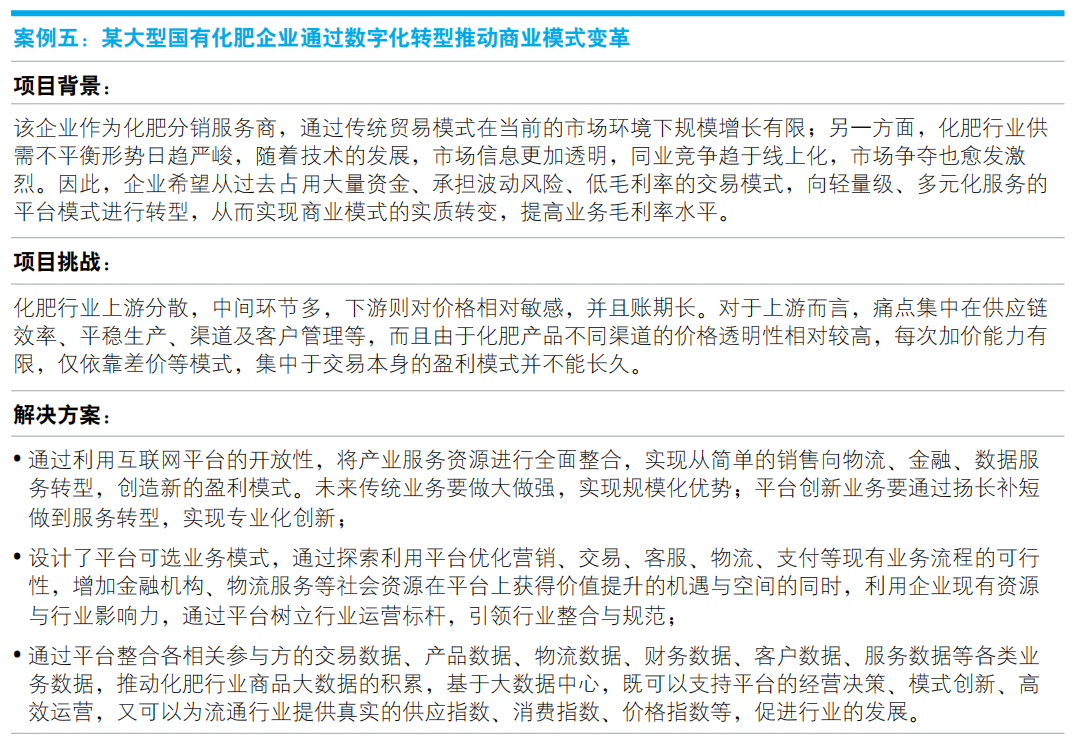 案例五：某大型国有化肥企业通过数字化转型推动商业模式变革
项目背景：
该企业作为化肥分销服务商，通过传统贸易模式在当前的市场环境下规模增长有限；另一方面，化肥行业供
需不平衡形势日趋严峻，随着技术的发展，市场信息更加透明，同业竞争趋于线上化，市场争夺也愈发激
烈。因此，企业希望从过去占用大量资金、承担波动风险、低毛利率的交易模式，向轻量级、多元化服务的
平台模式进行转型，从而实现商业模式的实质转变，提高业务毛利率水平。
项目挑战：
化肥行业上游分散，中间环节多，下游则对价格相对敏感，并且账期长。对于上游而言，痛点集中在供应链
效率、平稳生产、渠道及客户管理等，而且由于化肥产品不同渠道的价格透明性相对较高，每次加价能力有
限，仅依靠差价等模式，集中于交易本身的盈利模式并不能长久。
解决方案：
• 通过利用互联网平台的开放性，将产业服务资源进行全面整合，实现从简单的销售向物流、金融、数据服
务转型，创造新的盈利模式。未来传统业务要做大做强，实现规模化优势；平台创新业务要通过扬长补短
做到服务转型，实现专业化创新；
• 设计了平台可选业务模式，通过探索利用平台优化营销、交易、客服、物流、支付等现有业务流程的可行
性，增加金融机构、物流服务等社会资源在平台上获得价值提升的机遇与空间的同时，利用企业现有资源
与行业影响力，通过平台树立行业运营标杆，引领行业整合与规范；
• 通过平台整合各相关参与方的交易数据、产品数据、物流数据、财务数据、客户数据、服务数据等各类业
务数据，推动化肥行业商品大数据的积累，基于大数据中心，既可以支持平台的经营决策、模式创新、高
效运营，又可以为流通行业提供真实的供应指数、消费指数、价格指数等，促进行业的发展。